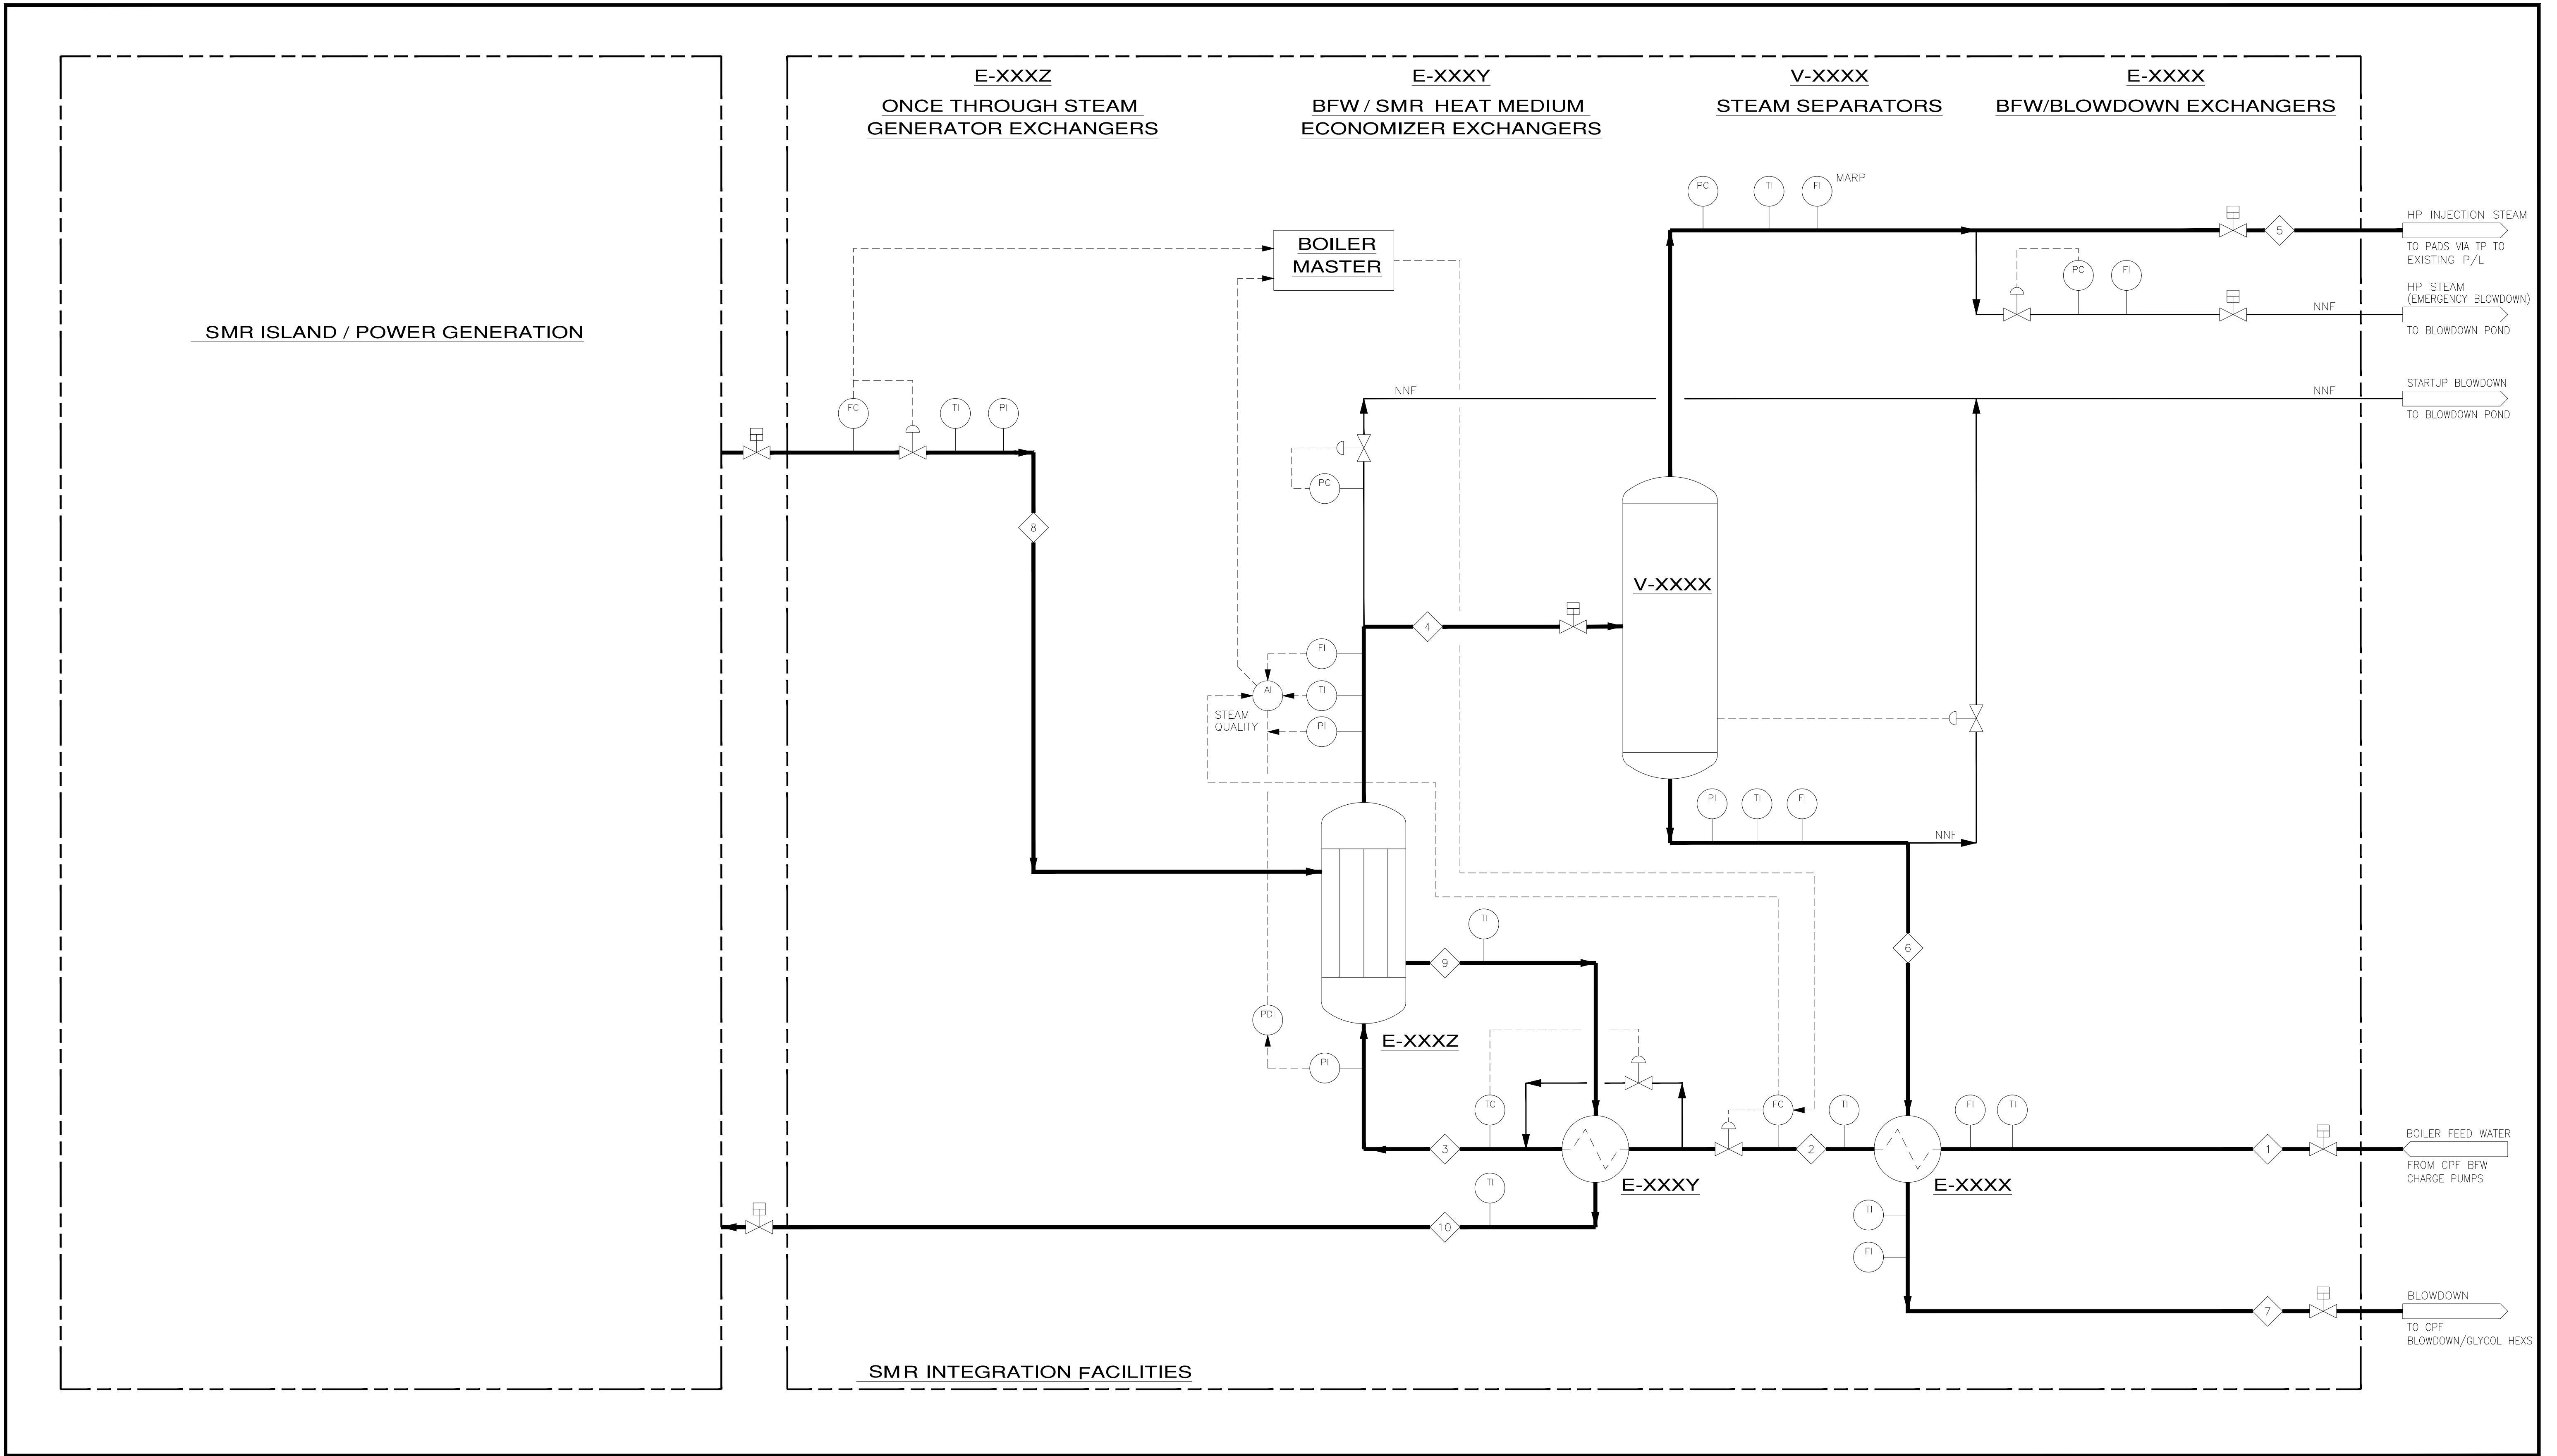 E-XXXZ
ONCE THROUGH STEAM
GENERATOR EXCHANGERS
E-XXXY
BFW / SMR HEAT MEDIUM
ECONOMIZER EXCHANGERS
V-XXXX
STEAM SEPARATORS
E-XXXX
BFW/BLOWDOWN EXCHANGERS
SMR ISLAND / POWER GENERATION
BOILER
MASTER
PC
TI
FI
MARP
5
HP INJECTION STEAM
TO PADS VIA TP TO
EXISTING P/L
PC
FI
NNF
HP STEAM
(EMERGENCY BLOWDOWN)
TO BLOWDOWN POND
NNF
NNF
STARTUP BLOWDOWN
TO BLOWDOWN POND
FC
TI
PI
PC
8
V-XXXX
4
FI
AI
TI
STEAM
QUALITY
PI
PI
TI
FI
NNF
TI
9
6
PDI
E-XXXZ
PI
TC
FC
TI
FI
TI
3
2
1
BOILER FEED WATER
FROM CPF BFW
CHARGE PUMPS
E-XXXY
E-XXXX
TI
10
TI
FI
7
BLOWDOWN
TO CPF
BLOWDOWN/GLYCOL HEXS
SMR INTEGRATION FACILITIES